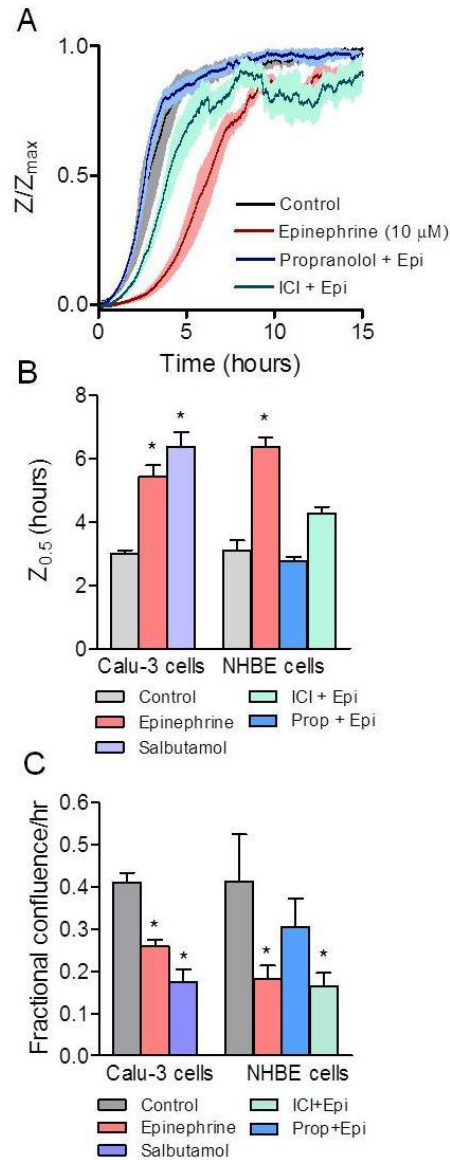 A
Z/Zmax
1.0
0.5
0.0
Control
Epinephrine (10 μM)
Propranolol + Epi
ICI + Epi
0 5 10 15
Time (hours)
B
Z0.5 (hours)
8
6
4
2
0
* * *
Calu-3 cells NHBE cells
Control ICI + Epi
Epinephrine Prop + Epi
Salbutamol
C
Fractional confluence/hr
0.6
0.5
0.4
0.3
0.2
0.1
0.0
* * * *
Calu-3 cells NHBE cells
Control ICI+Epi
Epinephrine Prop+Epi
Salbutamol